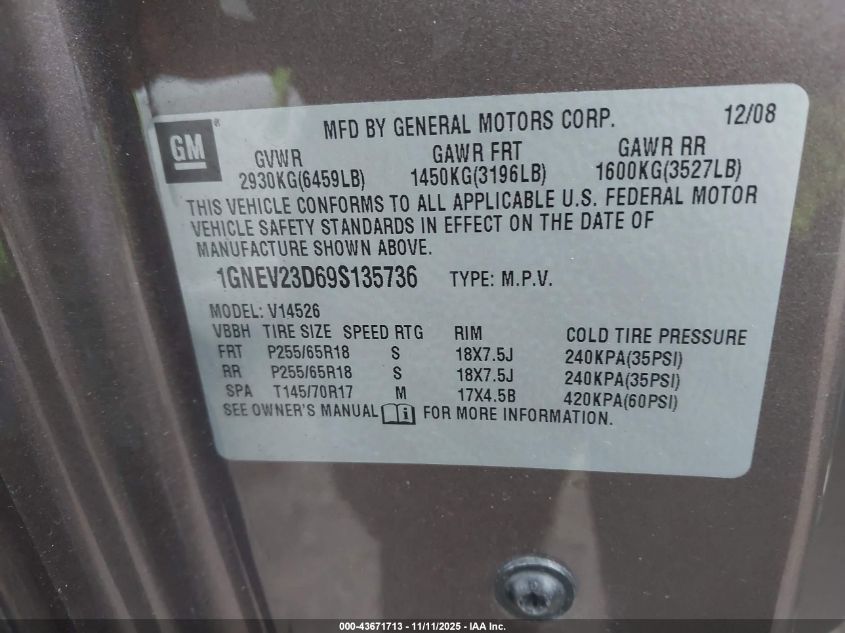 GM® MFD BY GENERAL MOTORS CORP. 12/08
GVWR GAWR FRT GAWR RR
2930KG(6459LB) 1450KG(3196LB) 1600KG(3527LB)
THIS VEHICLE CONFORMS TO ALL APPLICABLE U.S. FEDERAL MOTOR
VEHICLE SAFETY STANDARDS IN EFFECT ON THE DATE OF
MANUFACTURE SHOWN ABOVE.
1GNEV23D69S135736 TYPE: M.P.V.
MODEL: V14526
VBBH TIRE SIZE SPEED RTG RIM COLD TIRE PRESSURE
FRT P255/65R18 S 18X7.5J 240KPA(35PSI)
RR P255/65R18 S 18X7.5J 240KPA(35PSI)
SPA T145/70R17 M 17X4.5B 420KPA(60PSI)
SEE OWNER'S MANUAL FOR MORE INFORMATION.
000-43671713 - 11/11/2025 - IAA Inc.